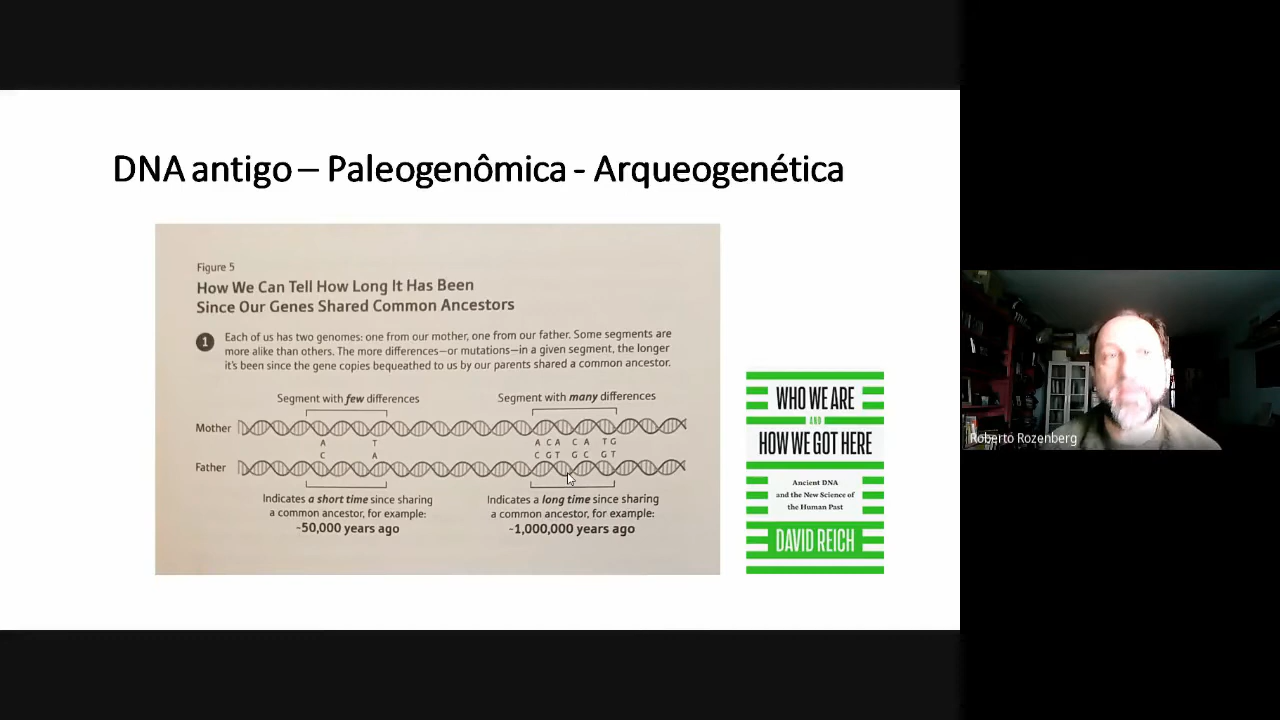 DNA antigo – Paleogenômica - Arqueogenética
Figure 5
How We Can Tell How Long It Has Been
Since Our Genes Shared Common Ancestors
1
Each of us has two genomes: one from our mother, one from our father. Some segments are
more alike than others. The more differences—or mutations—in a given segment, the longer
it's been since the gene copies bequeathed to us by our parents shared a common ancestor.
Segment with few differences
Segment with many differences
Mother
A T
A C A C A T G
C A
C G T G C G T
Father
Indicates a short time since sharing
a common ancestor, for example:
~50,000 years ago
Indicates a long time since sharing
a common ancestor, for example:
~1,000,000 years ago
WHO WE ARE
AND
HOW WE GOT HERE
Ancient DNA
and the New Science of
the Human Past
DAVID REICH
Roberto Rozenberg